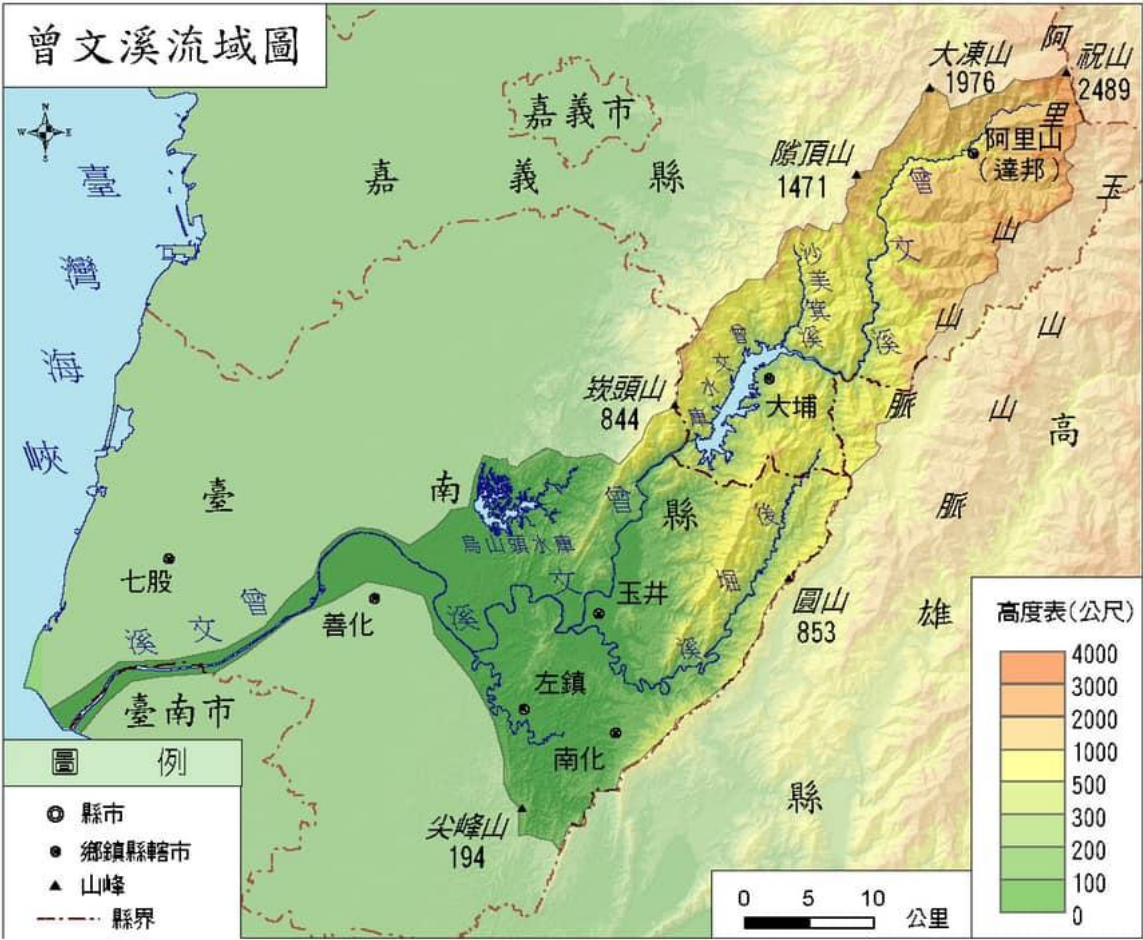 曾文溪流域圖
N
W
E
S
臺灣海峽
嘉義市
嘉義縣
大凍山
1976
祝山
2489
阿里山山脈
阿里山
(達邦)
隙頂山
1471
玉山山脈
曾文溪
沙美箕溪
曾文水庫
大埔
崁頭山
844
高雄縣
臺南縣
烏山頭水庫
曾文溪
後堀溪
玉井
圓山
853
七股
曾文溪
善化
左鎮
南化
臺南市
尖峰山
194
圖例
縣市
鄉鎮縣轄市
山峰
縣界
0 5 10
公里
高度表(公尺)
4000
3000
2000
1000
500
300
200
100
0